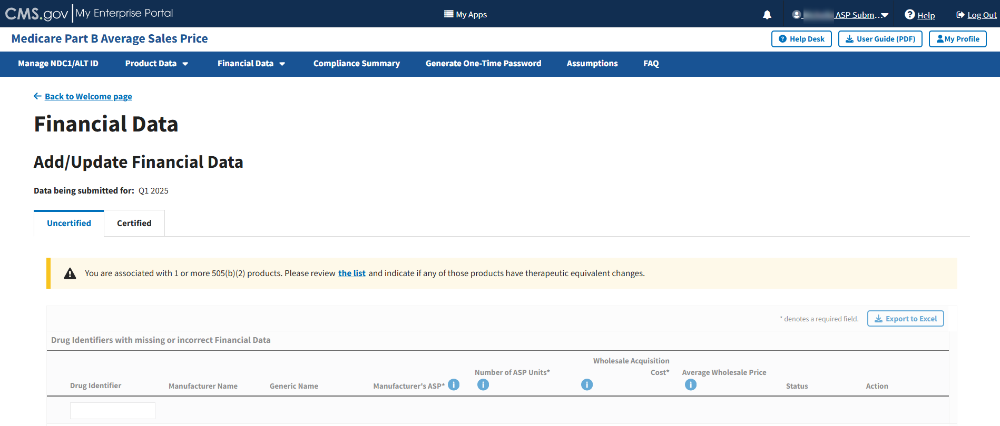 CMS.gov | My Enterprise Portal
My Apps
ASP Subm...
Help
Log Out
Medicare Part B Average Sales Price
Help Desk
User Guide (PDF)
My Profile
Manage NDC1/ALT ID
Product Data
Financial Data
Compliance Summary
Generate One-Time Password
Assumptions
FAQ
Back to Welcome page
Financial Data
Add/Update Financial Data
Data being submitted for: Q1 2025
Uncertified
Certified
You are associated with 1 or more 505(b)(2) products. Please review the list and indicate if any of those products have therapeutic equivalent changes.
* denotes a required field.
Export to Excel
Drug Identifiers with missing or incorrect Financial Data
Drug Identifier
Manufacturer Name
Generic Name
Manufacturer's ASP*
Number of ASP Units*
Wholesale Acquisition
Cost*
Average Wholesale Price
Status
Action